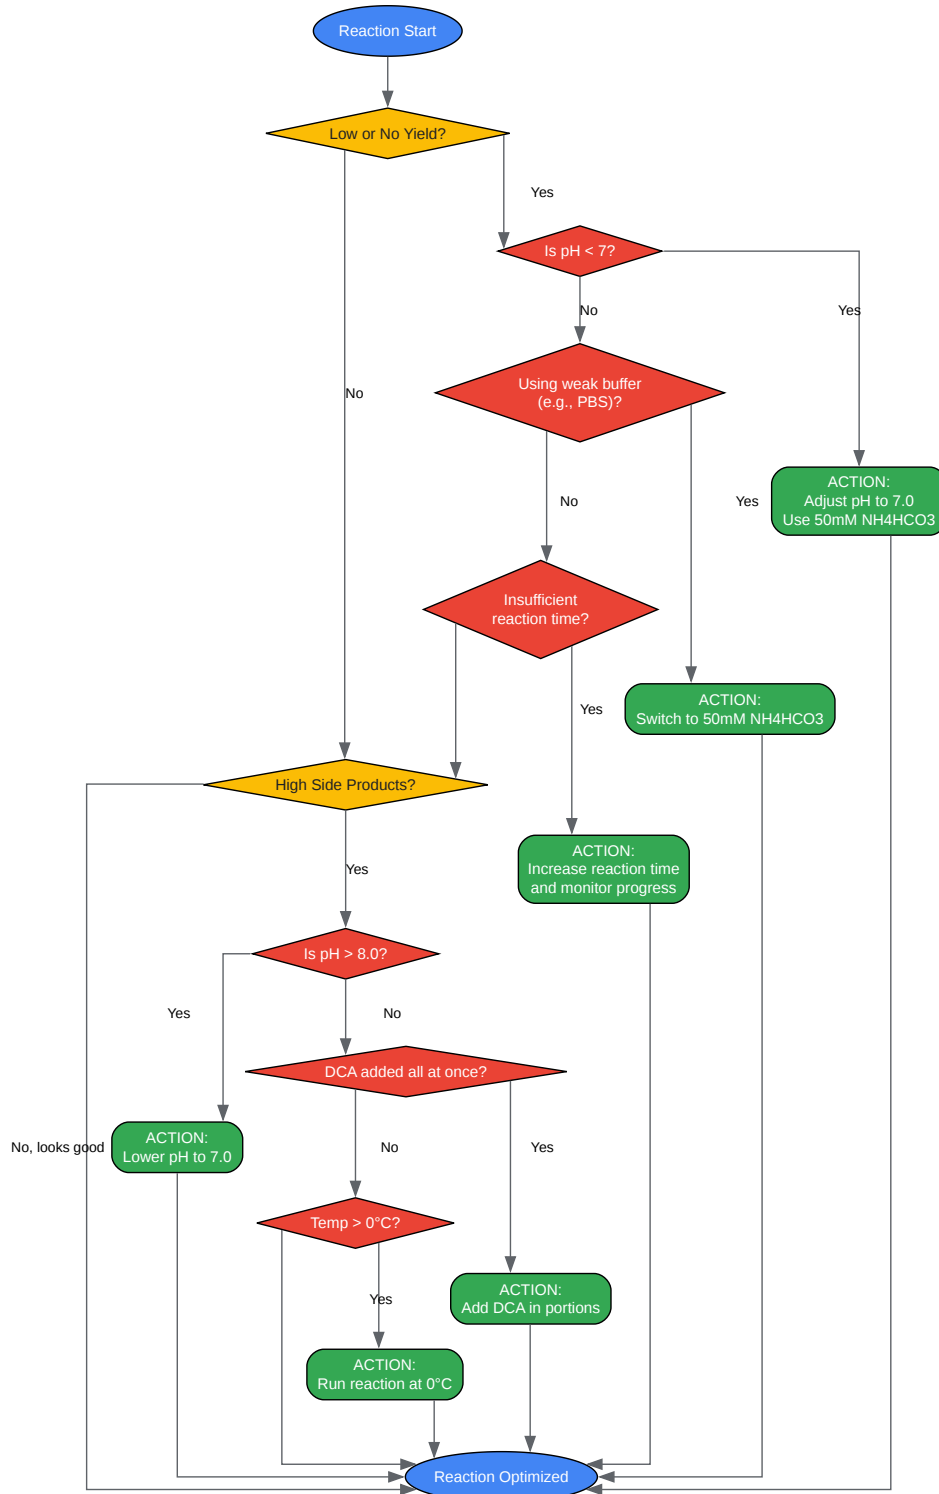 Reaction Start
Low or No Yield?
Yes
Is pH < 7?
No
Yes
Using weak buffer
(e.g., PBS)?
No
No
Yes
ACTION:
Adjust pH to 7.0
Use 50mM NH4HCO3
Insufficient
reaction time?
Yes
ACTION:
Switch to 50mM NH4HCO3
High Side Products?
Yes
ACTION:
Increase reaction time
and monitor progress
Is pH > 8.0?
Yes
No
DCA added all at once?
No, looks good
ACTION:
Lower pH to 7.0
No
Yes
Temp > 0°C?
Yes
ACTION:
Add DCA in portions
ACTION:
Run reaction at 0°C
Reaction Optimized